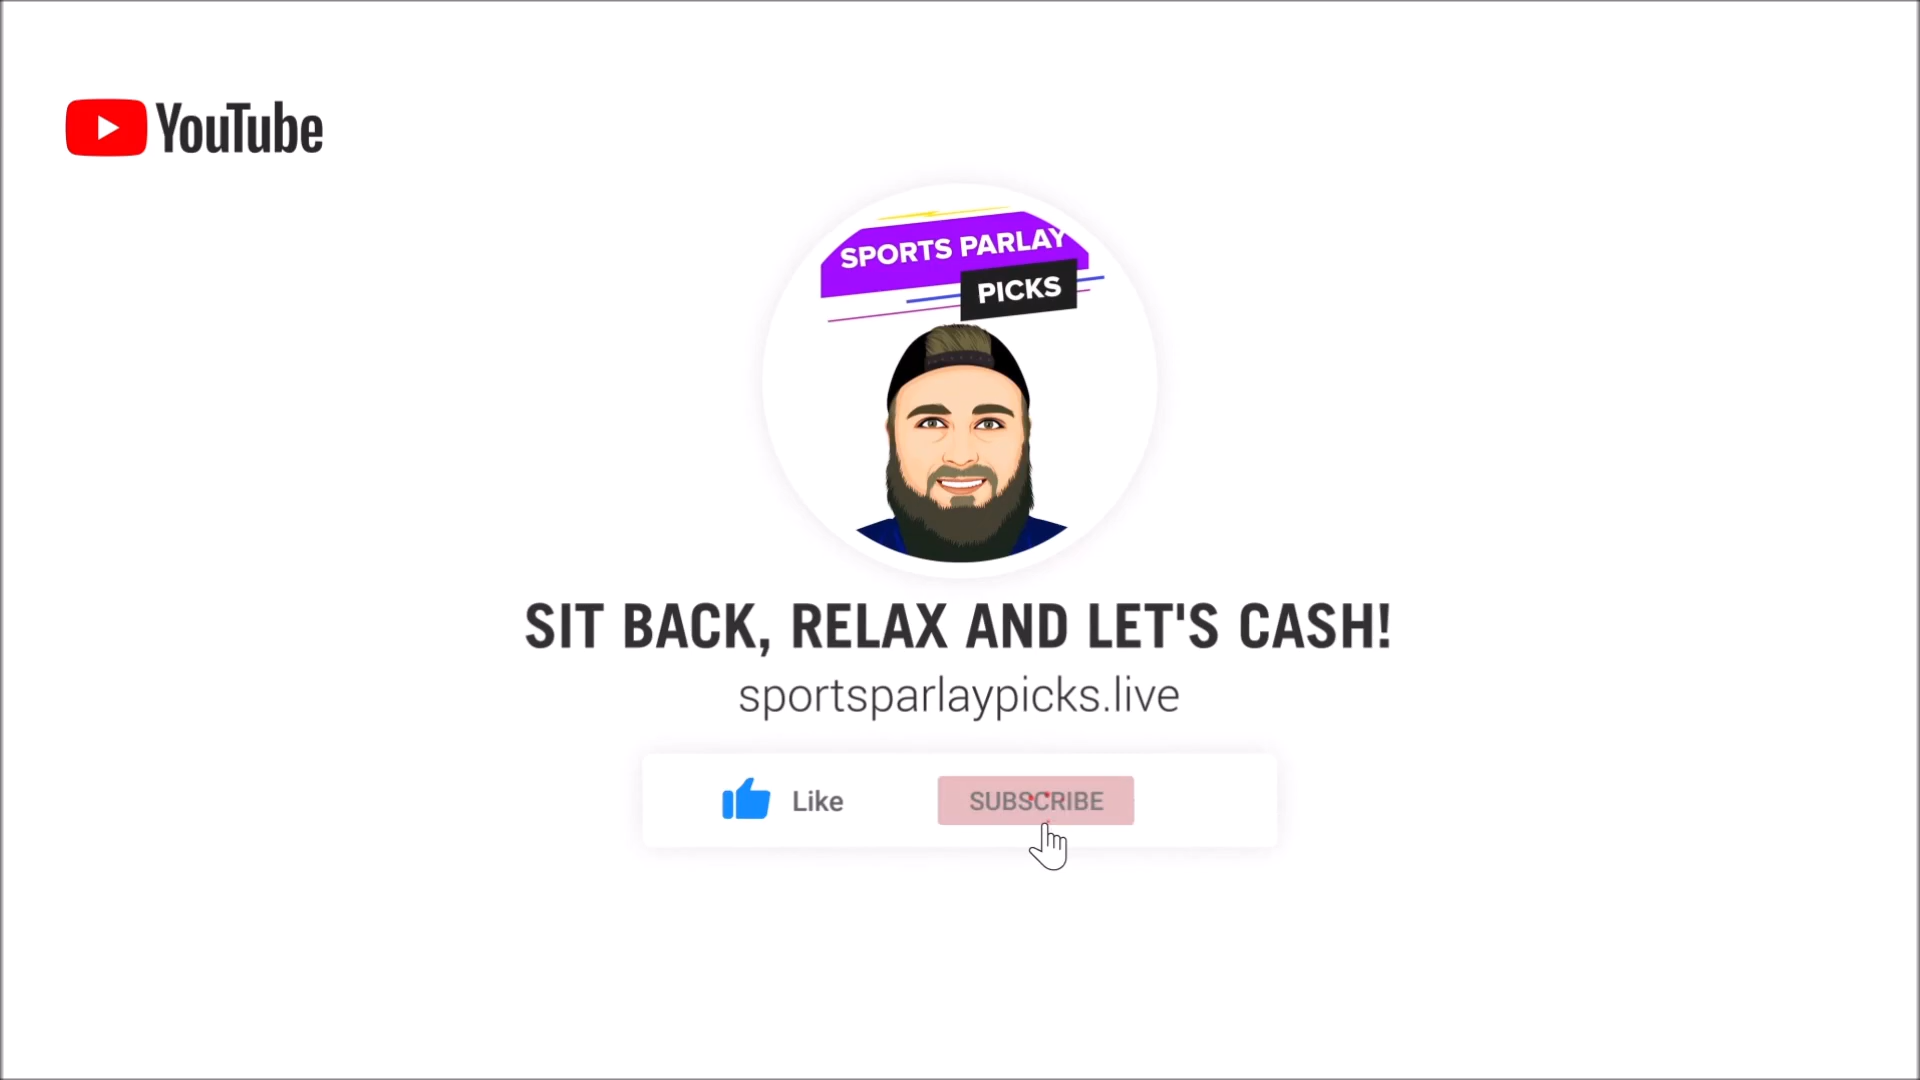 YouTube
SPORTS PARLAY
PICKS
SIT BACK, RELAX AND LET'S CASH!
sportsparlaypicks.live
Like
SUBSCRIBE